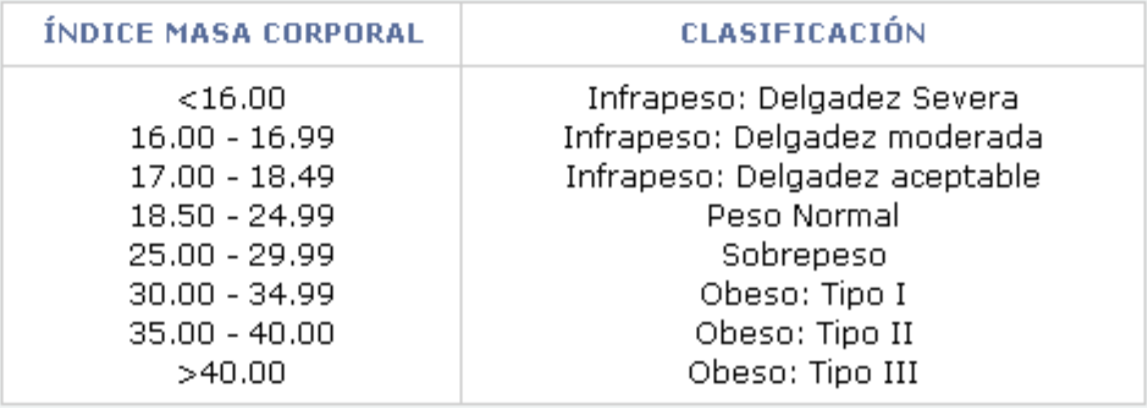 ÍNDICE MASA CORPORAL CLASIFICACIÓN
<16.00 Infrapeso: Delgadez Severa
16.00 - 16.99 Infrapeso: Delgadez moderada
17.00 - 18.49 Infrapeso: Delgadez aceptable
18.50 - 24.99 Peso Normal
25.00 - 29.99 Sobrepeso
30.00 - 34.99 Obeso: Tipo I
35.00 - 40.00 Obeso: Tipo II
>40.00 Obeso: Tipo III